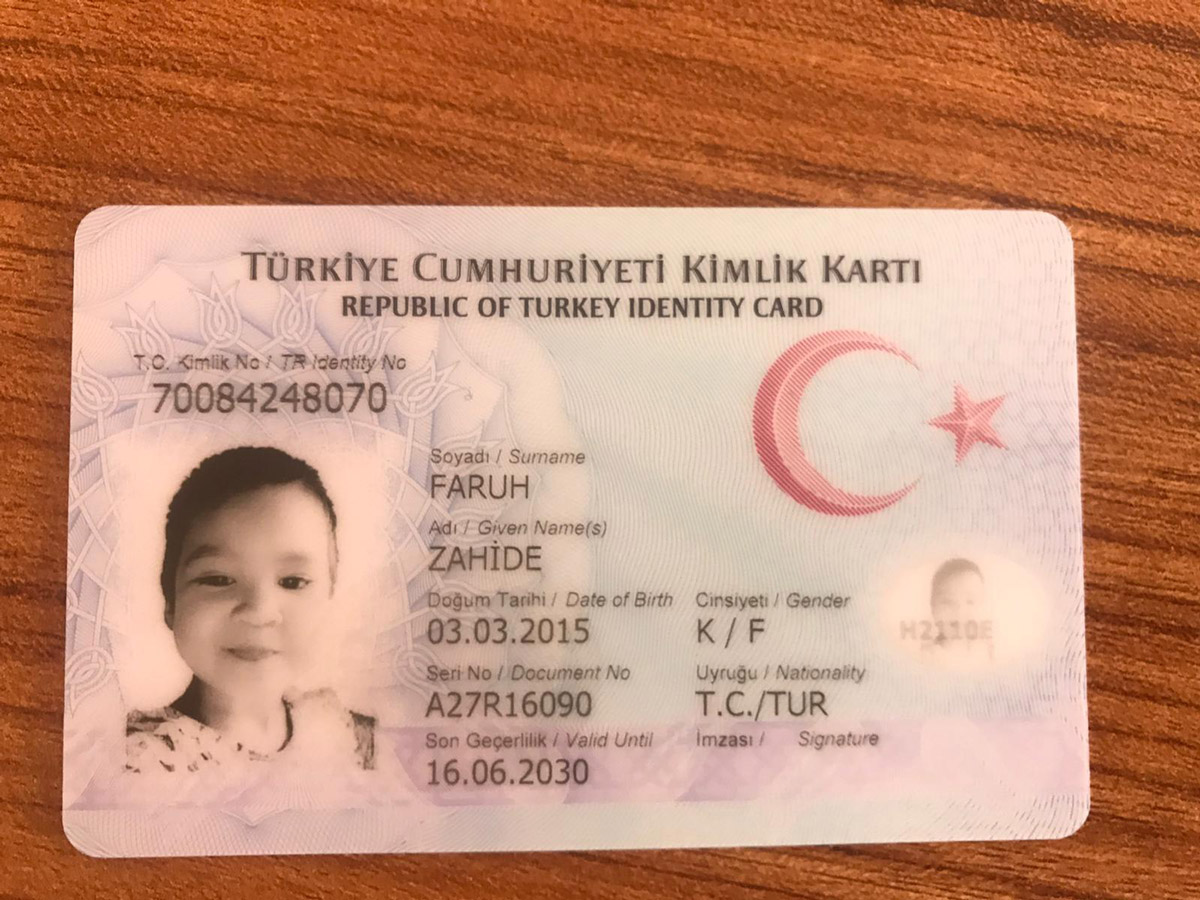 TÜRKİYE CUMHURİYETİ KİMLİK KARTI
REPUBLIC OF TURKEY IDENTITY CARD
T.C. Kimlik No / TR Identity No
70084248070
Soyadı / Surname
FARUH
Adı / Given Name(s)
ZAHİDE
Doğum Tarihi / Date of Birth Cinsiyeti / Gender
03.03.2015 K / F
Seri No / Document No Uyruğu / Nationality
A27R16090 T.C./TUR
Son Geçerlilik / Valid Until İmzası / Signature
16.06.2030